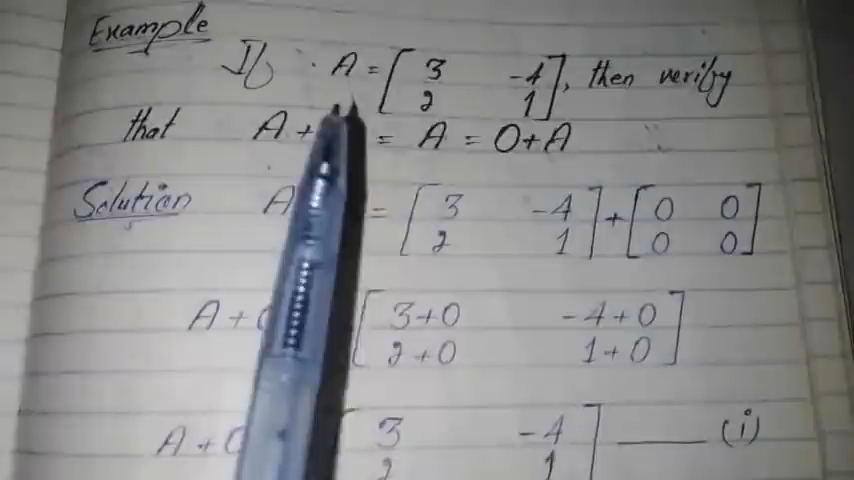 Example
If A = [ 3 -4
2 1 ], then verify
that A + = A = O + A
Solution A = [ 3 -4 ] + [ 0 0 ]
2 1 0 0
A + [ 3+0 -4+0 ]
2+0 1+0
A + 3 -4 ] (i)
2 1